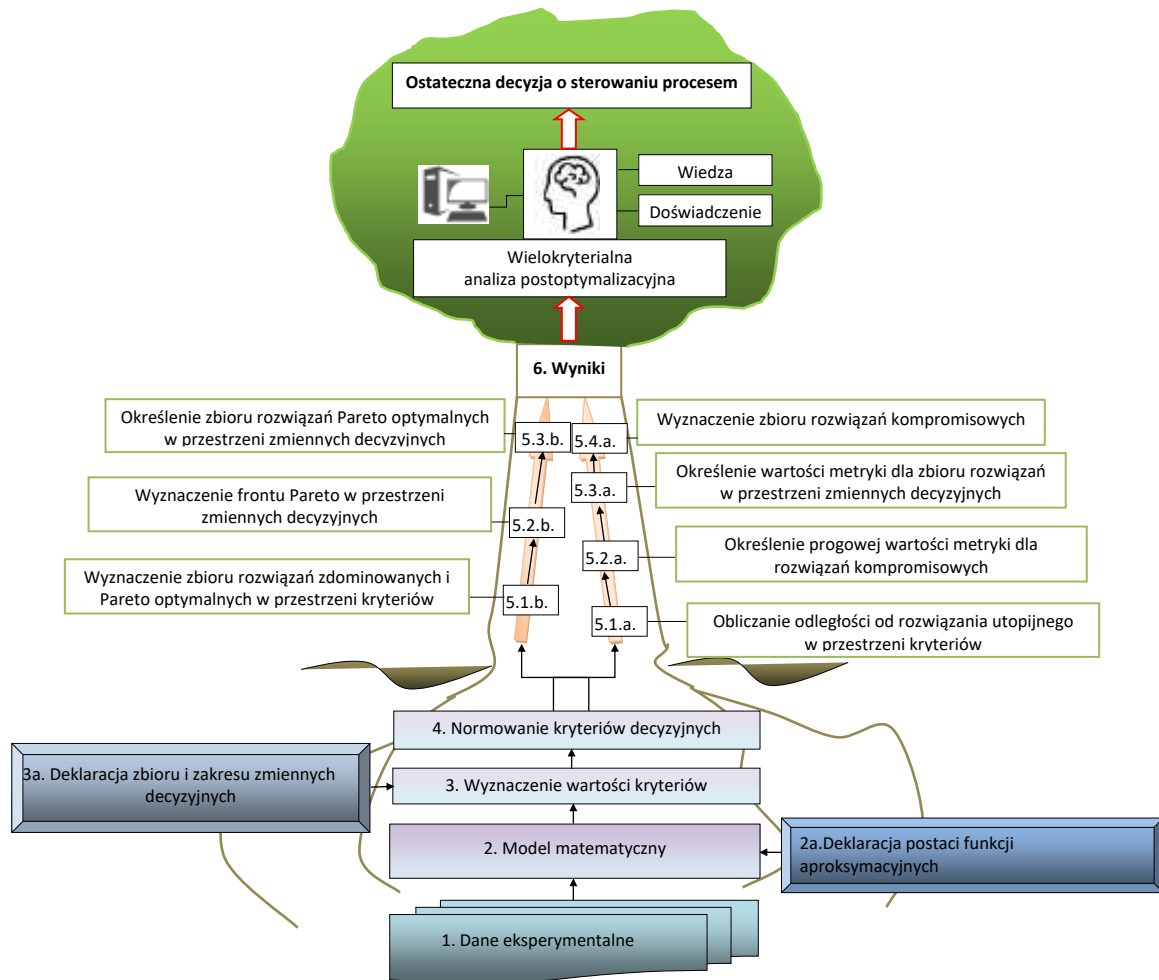 Ostateczna decyzja o sterowaniu procesem
Wiedza
Doświadczenie
Wielokryterialna
analiza postoptymalizacyjna
6. Wyniki
Określenie zbioru rozwiązań Pareto optymalnych
w przestrzeni zmiennych decyzyjnych
5.3.b.
5.4.a.
Wyznaczenie zbioru rozwiązań kompromisowych
Wyznaczenie frontu Pareto w przestrzeni
zmiennych decyzyjnych
5.2.b.
5.3.a.
Określenie wartości metryki dla zbioru rozwiązań
w przestrzeni zmiennych decyzyjnych
Wyznaczenie zbioru rozwiązań zdominowanych i
Pareto optymalnych w przestrzeni kryteriów
5.1.b.
5.2.a.
Określenie progowej wartości metryki dla
rozwiązań kompromisowych
5.1.a.
Obliczanie odległości od rozwiązania utopijnego
w przestrzeni kryteriów
4. Normowanie kryteriów decyzyjnych
3a. Deklaracja zbioru i zakresu zmiennych
decyzyjnych
3. Wyznaczenie wartości kryteriów
2. Model matematyczny
2a.Deklaracja postaci funkcji
aproksymacyjnych
1. Dane eksperymentalne